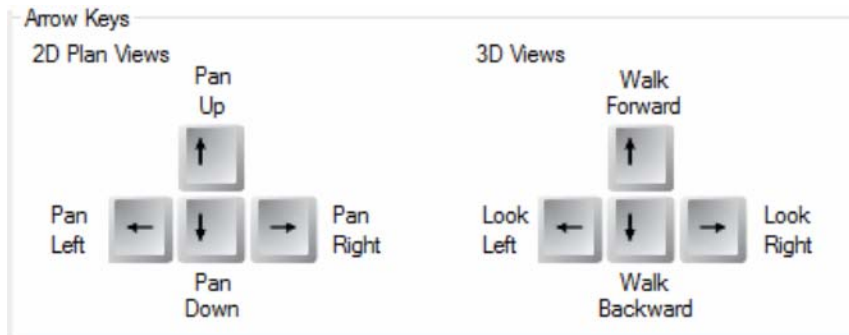 Arrow Keys
2D Plan Views
Pan
Up
Pan
Left
Pan
Right
Pan
Down
3D Views
Walk
Forward
Look
Left
Look
Right
Walk
Backward